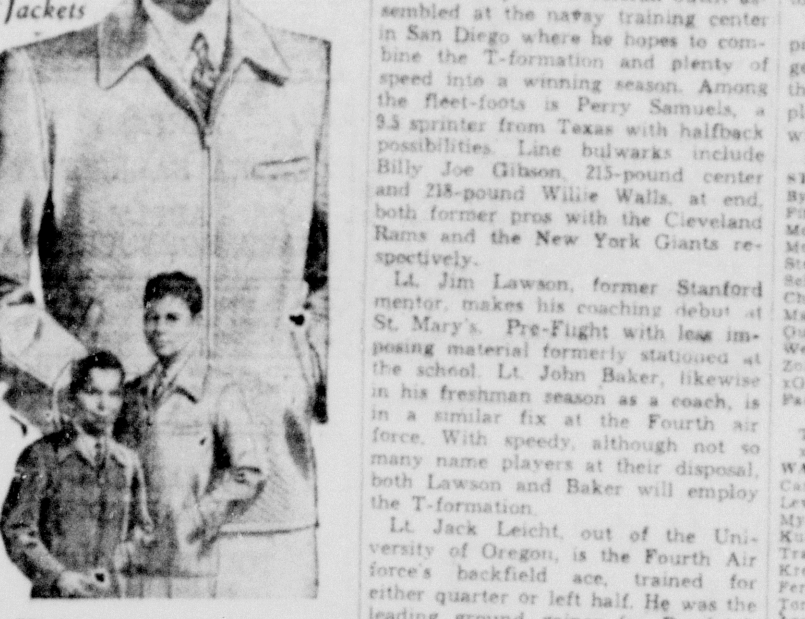 Jackets
sembled at the navay training center
in San Diego where he hopes to com-
bine the T-formation and plenty of
speed into a winning season. Among
the fleet-foots is Perry Samuels, a
9.5 sprinter from Texas with halfback
possibilities. Line bulwarks include
Billy Joe Gibson, 215-pound center
and 218-pound Willie Walls, at end,
both former pros with the Cleveland
Rams and the New York Giants re-
spectively.
Lt. Jim Lawson, former Stanford
mentor, makes his coaching debut at
St. Mary's. Pre-Flight with less im-
posing material formerly stationed at
the school. Lt. John Baker, likewise
in his freshman season as a coach, is
in a similar fix at the Fourth air
force. With speedy, although not so
many name players at their disposal,
both Lawson and Baker will employ
the T-formation.
Lt. Jack Leicht, out of the Uni-
versity of Oregon, is the Fourth Air
force's backfield ace, trained for
either quarter or left half. He was the
leading ground